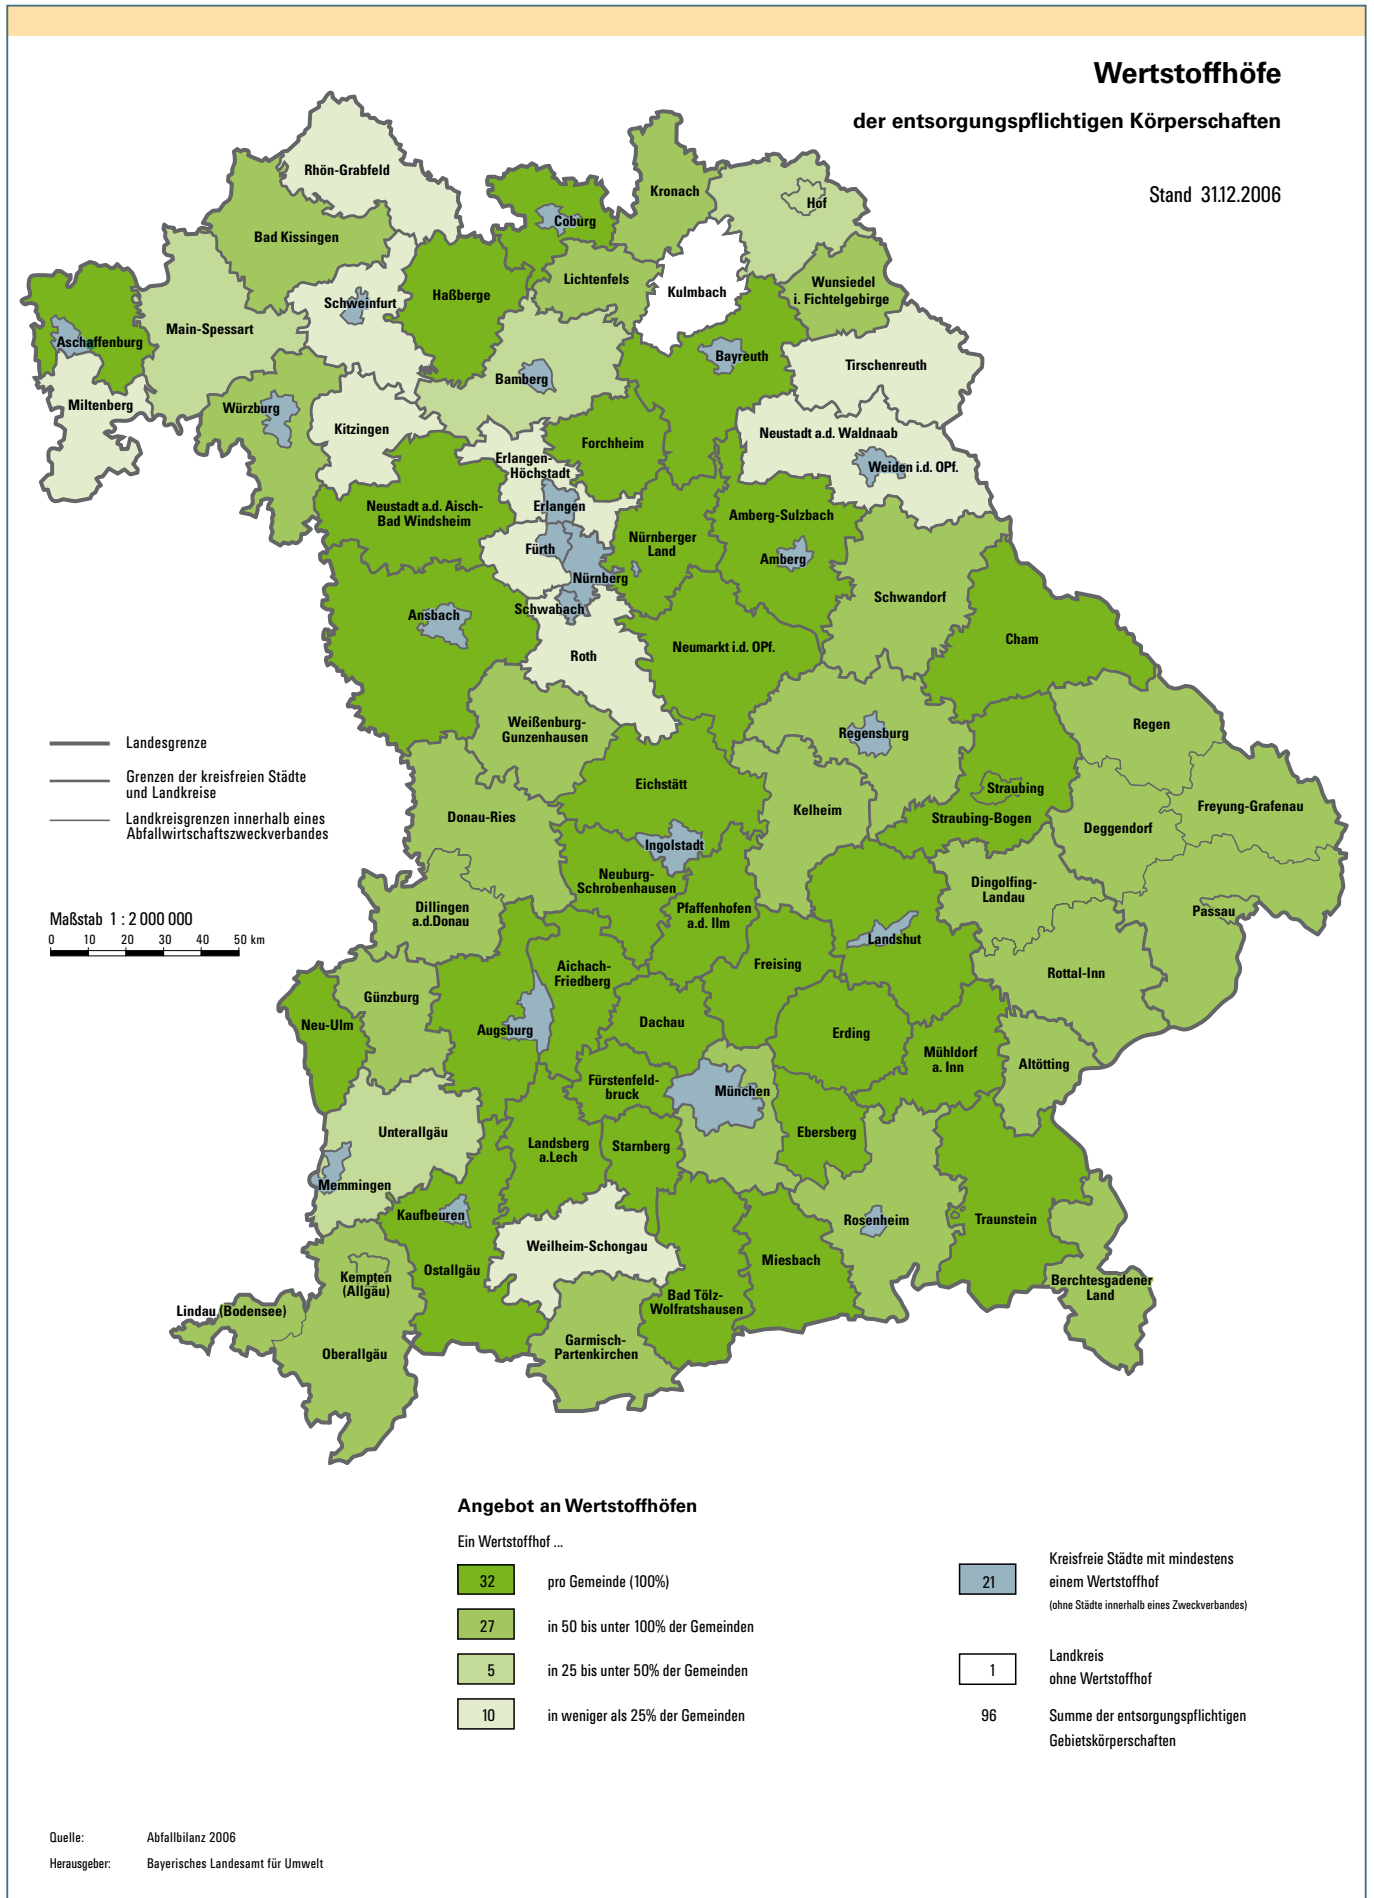 Wertstoffhöfe
der entsorgungspflichtigen Körperschaften
Stand 31.12.2006
Rhön-Grabfeld
Kronach
Hof
Coburg
Bad Kissingen
Lichtenfels
Kulmbach
Wunsiedel
i. Fichtelgebirge
Schweinfurt
Haßberge
Main-Spessart
Aschaffenburg
Bayreuth
Tirschenreuth
Bamberg
Miltenberg
Würzburg
Kitzingen
Forchheim
Neustadt a.d. Waldnaab
Erlangen-
Höchstadt
Weiden i.d. OPf.
Neustadt a.d. Aisch-
Bad Windsheim
Erlangen
Amberg-Sulzbach
Nürnberger
Land
Fürth
Amberg
Nürnberg
Schwandorf
Ansbach
Schwabach
Cham
Neumarkt i.d. OPf.
Roth
Weißenburg-
Gunzenhausen
Regensburg
Regen
Landesgrenze
Grenzen der kreisfreien Städte
und Landkreise
Landkreisgrenzen innerhalb eines
Abfallwirtschaftszweckverbandes
Eichstätt
Straubing
Kelheim
Freyung-Grafenau
Donau-Ries
Straubing-Bogen
Deggendorf
Ingolstadt
Neuburg-
Schrobenhausen
Dingolfing-
Landau
Dillingen
a.d.Donau
Pfaffenhofen
a.d. Ilm
Passau
Maßstab 1 : 2 000 000
0 10 20 30 40 50 km
Landshut
Aichach-
Friedberg
Freising
Rottal-Inn
Günzburg
Neu-Ulm
Augsburg
Dachau
Erding
Mühldorf
a. Inn
Altötting
Fürstenfeld-
bruck
München
Unterallgäu
Landsberg
a.Lech
Starnberg
Ebersberg
Memmingen
Kaufbeuren
Rosenheim
Traunstein
Weilheim-Schongau
Miesbach
Kempten
(Allgäu)
Ostallgäu
Berchtesgadener
Land
Bad Tölz-
Wolfratshausen
Lindau (Bodensee)
Oberallgäu
Garmisch-
Partenkirchen
Angebot an Wertstoffhöfen
Ein Wertstoffhof ...
32 pro Gemeinde (100%)
27 in 50 bis unter 100% der Gemeinden
5 in 25 bis unter 50% der Gemeinden
10 in weniger als 25% der Gemeinden
Kreisfreie Städte mit mindestens
21 einem Wertstoffhof
(ohne Städte innerhalb eines Zweckverbandes)
Landkreis
1 ohne Wertstoffhof
96 Summe der entsorgungspflichtigen
Gebietskörperschaften
Quelle: Abfallbilanz 2006
Herausgeber: Bayerisches Landesamt für Umwelt